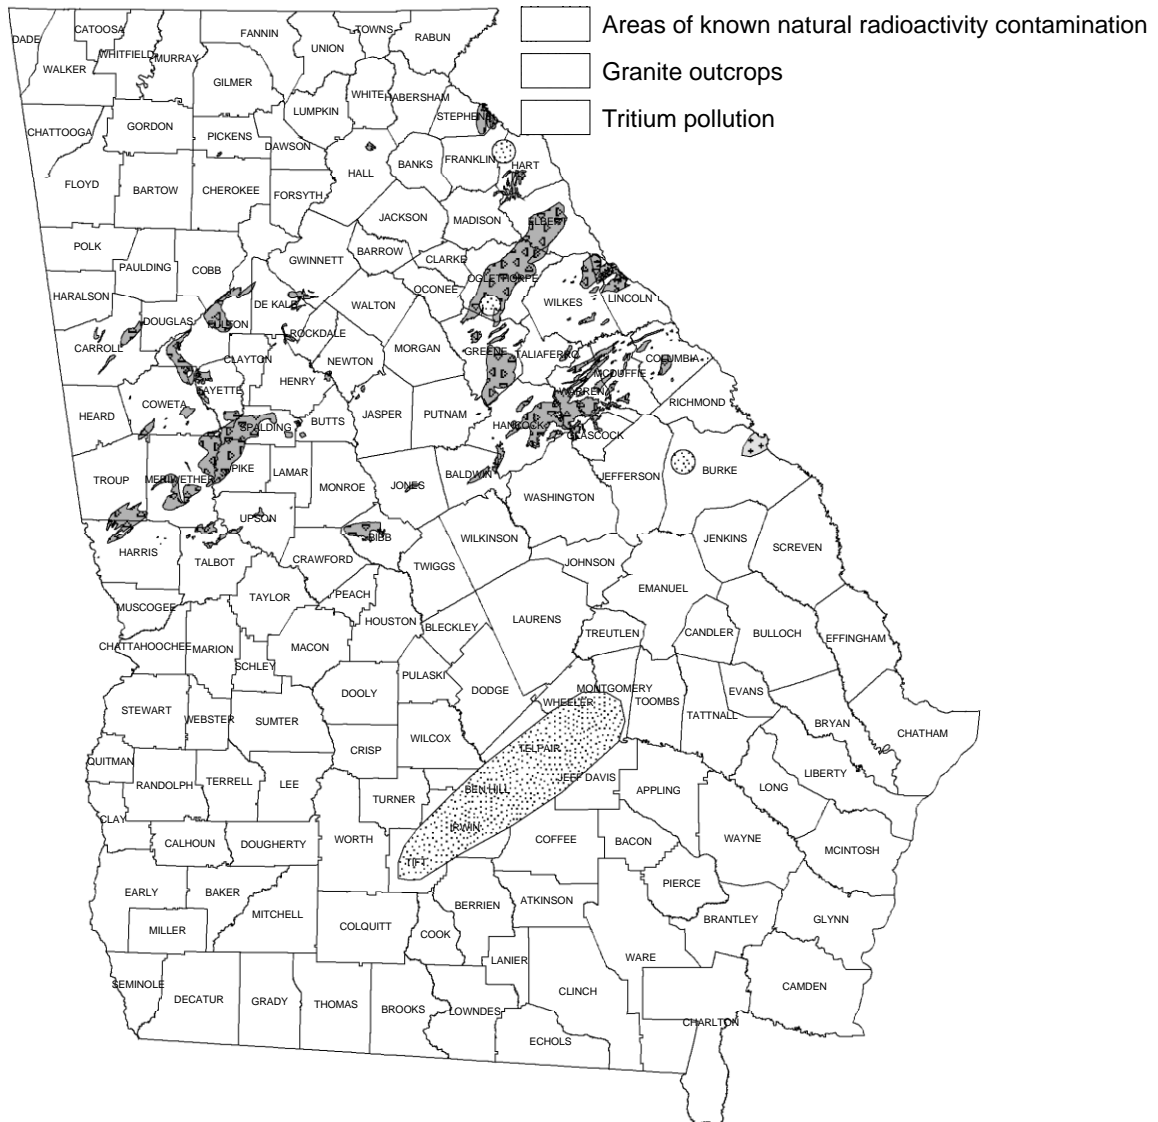 Areas of known natural radioactivity contamination
Granite outcrops
Tritium pollution
DADE
CATOOSA
WHITFIELD
MURRAY
FANNIN
UNION
TOWNS
RABUN
WALKER
GILMER
LUMPKIN
WHITE
HABERSHAM
STEPHENS
CHATTOOGA
GORDON
PICKENS
DAWSON
HALL
BANKS
FRANKLIN
HART
FLOYD
BARTOW
CHEROKEE
FORSYTH
JACKSON
MADISON
ELBERT
POLK
PAULDING
COBB
GWINNETT
BARROW
CLARKE
OGLETHORPE
OCONEE
HARALSON
DOUGLAS
FULTON
DE KALB
WALTON
WILKES
LINCOLN
CARROLL
CLAYTON
ROCKDALE
NEWTON
MORGAN
GREENE
TALIAFERRO
MCDUFFIE
COLUMBIA
HEARD
COWETA
FAYETTE
HENRY
SPALDING
BUTTS
JASPER
PUTNAM
HANCOCK
WARREN
GLASCOCK
RICHMOND
TROUP
MERIWETHER
PIKE
LAMAR
MONROE
JONES
BALDWIN
WASHINGTON
JEFFERSON
BURKE
HARRIS
TALBOT
UPSON
CRAWFORD
BIBB
TWIGGS
WILKINSON
JOHNSON
JENKINS
SCREVEN
EMANUEL
MUSCOGEE
TAYLOR
PEACH
HOUSTON
BLECKLEY
LAURENS
TREUTLEN
CANDLER
BULLOCH
EFFINGHAM
CHATTAHOOCHEE
MARION
SCHLEY
MACON
DOOLY
PULASKI
DODGE
WHEELER
MONTGOMERY
TOOMBS
TATTNALL
EVANS
BRYAN
CHATHAM
STEWART
WEBSTER
SUMTER
CRISP
WILCOX
TELFAIR
JEFF DAVIS
APPLING
LONG
LIBERTY
QUITMAN
RANDOLPH
TERRELL
LEE
TURNER
BEN HILL
IRWIN
COFFEE
BACON
WAYNE
MCINTOSH
CLAY
CALHOUN
DOUGHERTY
WORTH
TIFT
EARLY
BAKER
MITCHELL
COLQUITT
COOK
BERRIEN
ATKINSON
PIERCE
BRANTLEY
GLYNN
MILLER
LANIER
WARE
CAMDEN
SEMINOLE
DECATUR
GRADY
THOMAS
BROOKS
LOWNDES
CLINCH
ECHOLS
CHARLTON